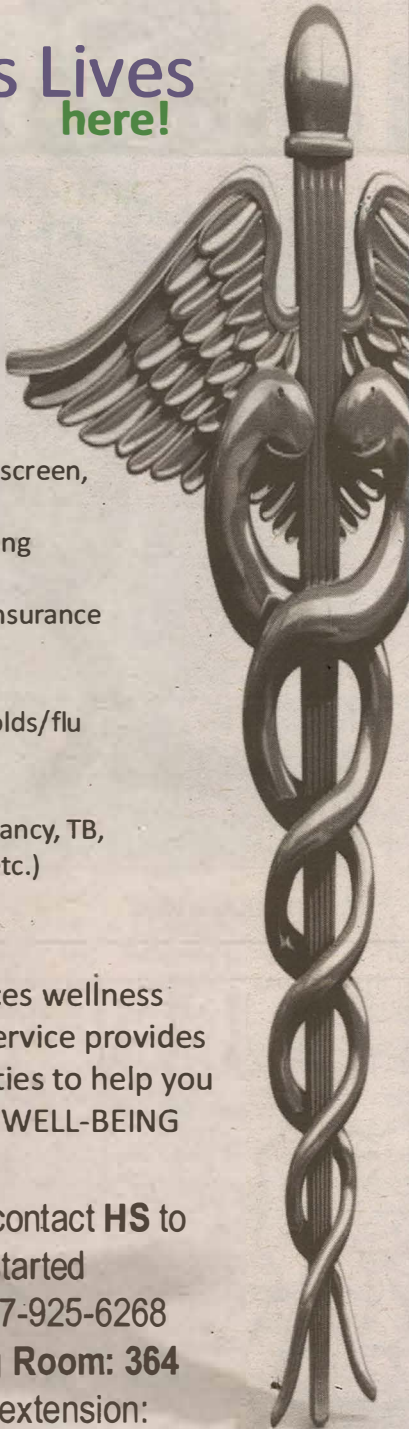 s Lives
here!
screen,
ng
nsurance
olds/flu
ancy, TB,
etc.)
ces wellness
ervice provides
ties to help you
WELL-BEING
contact HS to
tarted
7-925-6268
g Room: 364
extension: